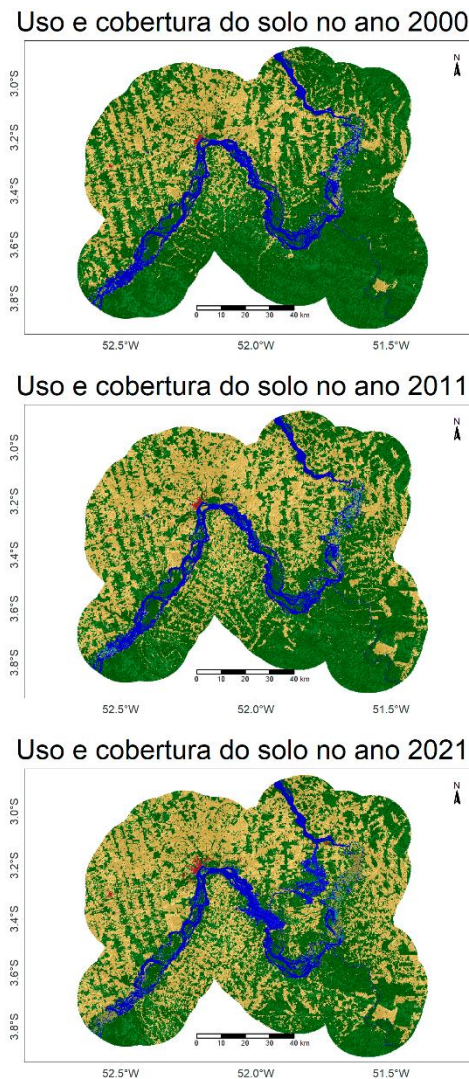 Uso e cobertura do solo no ano 2000
N
3.0°S
3.2°S
3.4°S
3.6°S
3.8°S
0 10 20 30 40 km
52.5°W 52.0°W 51.5°W
Uso e cobertura do solo no ano 2011
N
3.0°S
3.2°S
3.4°S
3.6°S
3.8°S
0 10 20 30 40 km
52.5°W 52.0°W 51.5°W
Uso e cobertura do solo no ano 2021
N
3.0°S
3.2°S
3.4°S
3.6°S
3.8°S
0 10 20 30 40 km
52.5°W 52.0°W 51.5°W